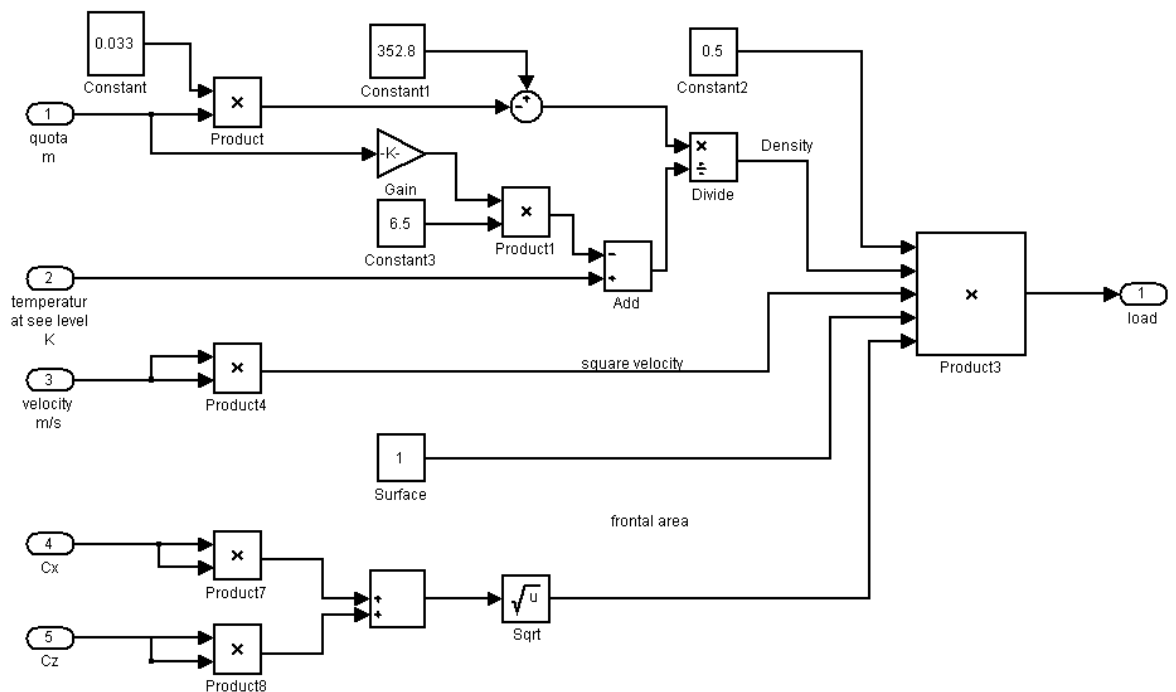 0.033
Constant
352.8
Constant1
0.5
Constant2
1
quota
m
×
Product
-K-
Gain
6.5
Constant3
×
Product1
- +
×
÷
Divide
Density
2
temperatur
at see level
K
-
+
Add
3
velocity
m/s
×
Product4
square velocity
×
Product3
1
load
1
Surface
frontal area
4
Cx
×
Product7
5
Cz
×
Product8
+
+
√u
Sqrt